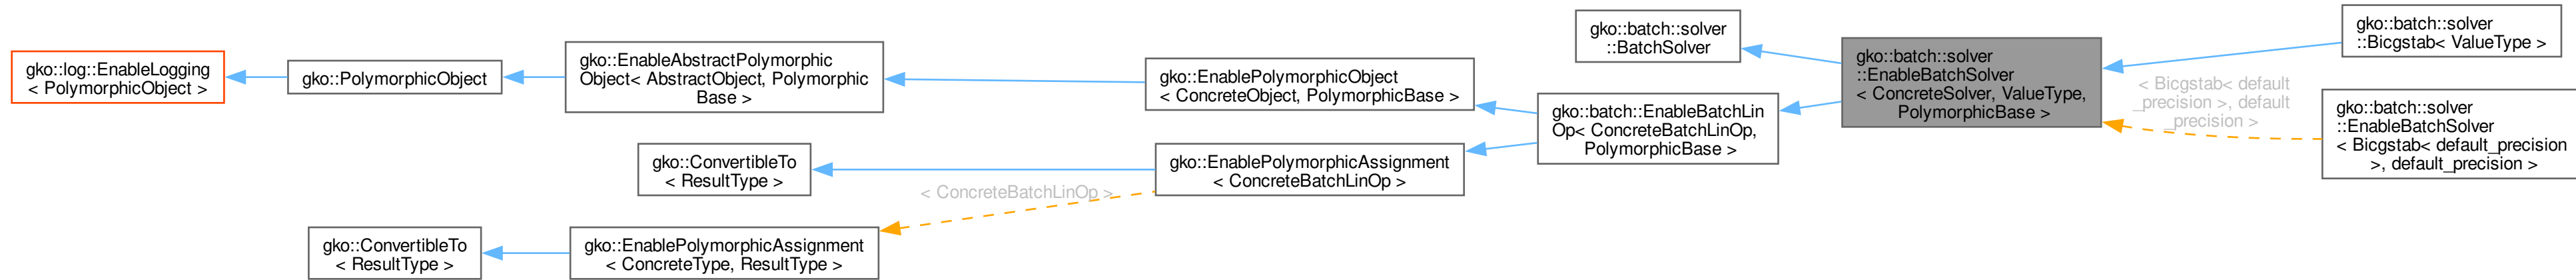 gko::log::EnableLogging
< PolymorphicObject >
gko::PolymorphicObject
gko::EnableAbstractPolymorphic
Object< AbstractObject, Polymorphic
Base >
gko::EnablePolymorphicObject
< ConcreteObject, PolymorphicBase >
gko::batch::solver
::BatchSolver
gko::batch::EnableBatchLin
Op< ConcreteBatchLinOp,
PolymorphicBase >
gko::batch::solver
::EnableBatchSolver
< ConcreteSolver, ValueType,
PolymorphicBase >
gko::batch::solver
::Bicgstab< ValueType >
< Bicgstab< default
_precision >, default
_precision >
gko::batch::solver
::EnableBatchSolver
< Bicgstab< default_precision
>, default_precision >
gko::ConvertibleTo
< ResultType >
gko::EnablePolymorphicAssignment
< ConcreteBatchLinOp >
< ConcreteBatchLinOp >
gko::ConvertibleTo
< ResultType >
gko::EnablePolymorphicAssignment
< ConcreteType, ResultType >